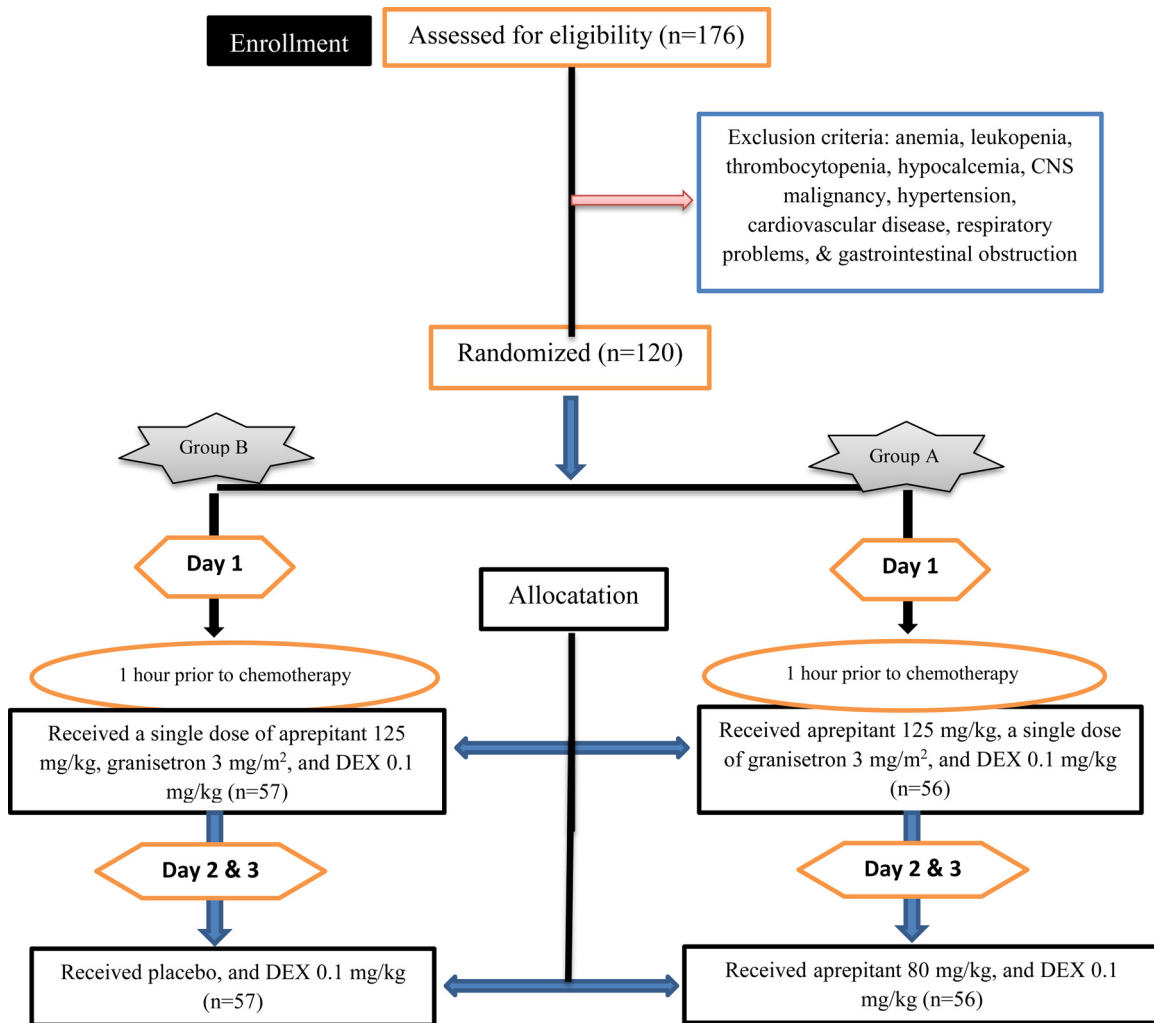 Enrollment
Assessed for eligibility (n=176)
Exclusion criteria: anemia, leukopenia,
thrombocytopenia, hypocalcemia, CNS
malignancy, hypertension,
cardiovascular disease, respiratory
problems, & gastrointestinal obstruction
Randomized (n=120)
Group B
Group A
Day 1
Day 1
Allocatation
1 hour prior to chemotherapy
1 hour prior to chemotherapy
Received a single dose of aprepitant 125
mg/kg, granisetron 3 mg/m², and DEX 0.1
mg/kg (n=57)
Received aprepitant 125 mg/kg, a single dose
of granisetron 3 mg/m², and DEX 0.1 mg/kg
(n=56)
Day 2 & 3
Day 2 & 3
Received placebo, and DEX 0.1 mg/kg
(n=57)
Received aprepitant 80 mg/kg, and DEX 0.1
mg/kg (n=56)